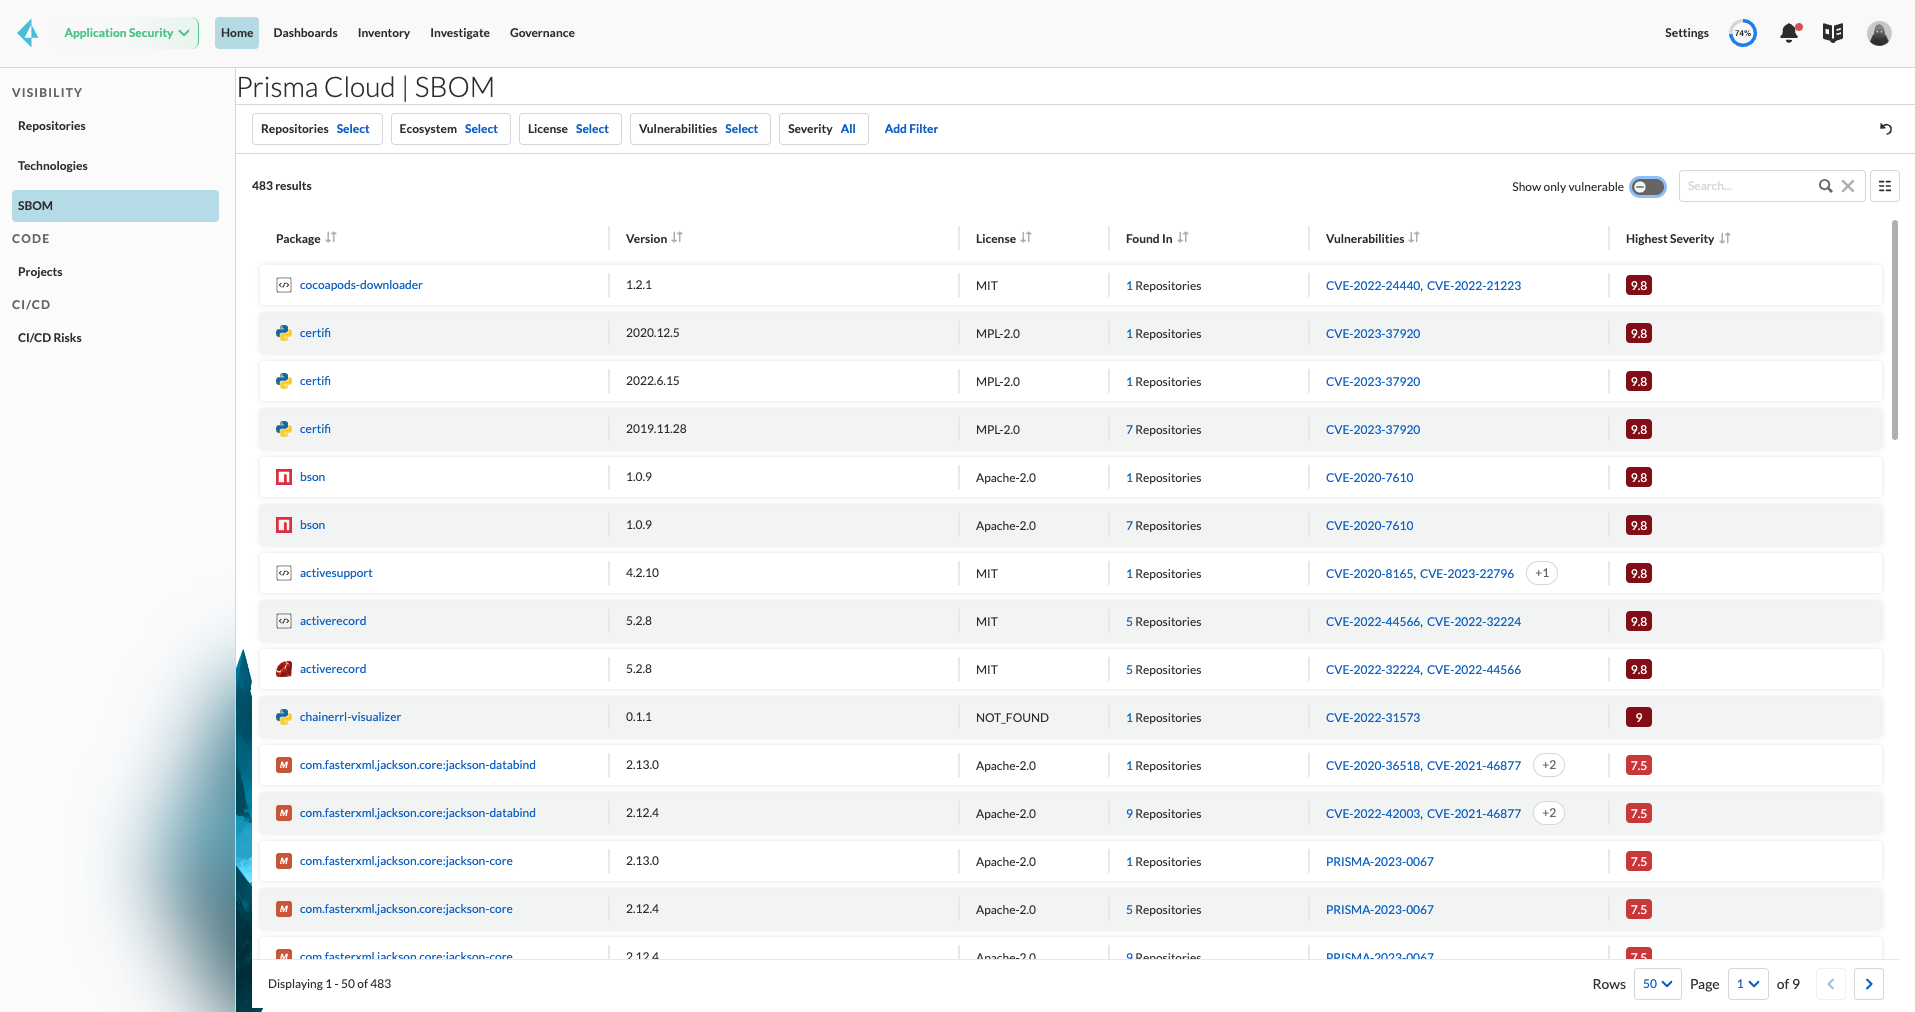 Application Security
Home
Dashboards
Inventory
Investigate
Governance
Settings
74%
VISIBILITY
Repositories
Technologies
SBOM
CODE
Projects
CI/CD
CI/CD Risks
Prisma Cloud | SBOM
Repositories Select
Ecosystem Select
License Select
Vulnerabilities Select
Severity All
Add Filter
483 results
Show only vulnerable
Search...
Package Version License Found In Vulnerabilities Highest Severity
cocoapods-downloader 1.2.1 MIT 1 Repositories CVE-2022-24440, CVE-2022-21223 9.8
certifi 2020.12.5 MPL-2.0 1 Repositories CVE-2023-37920 9.8
certifi 2022.6.15 MPL-2.0 1 Repositories CVE-2023-37920 9.8
certifi 2019.11.28 MPL-2.0 7 Repositories CVE-2023-37920 9.8
bson 1.0.9 Apache-2.0 1 Repositories CVE-2020-7610 9.8
bson 1.0.9 Apache-2.0 7 Repositories CVE-2020-7610 9.8
activesupport 4.2.10 MIT 1 Repositories CVE-2020-8165, CVE-2023-22796 +1 9.8
activerecord 5.2.8 MIT 5 Repositories CVE-2022-44566, CVE-2022-32224 9.8
activerecord 5.2.8 MIT 5 Repositories CVE-2022-32224, CVE-2022-44566 9.8
chainerrl-visualizer 0.1.1 NOT_FOUND 1 Repositories CVE-2022-31573 9
M com.fasterxml.jackson.core:jackson-databind 2.13.0 Apache-2.0 1 Repositories CVE-2020-36518, CVE-2021-46877 +2 7.5
M com.fasterxml.jackson.core:jackson-databind 2.12.4 Apache-2.0 9 Repositories CVE-2022-42003, CVE-2021-46877 +2 7.5
M com.fasterxml.jackson.core:jackson-core 2.13.0 Apache-2.0 1 Repositories PRISMA-2023-0067 7.5
M com.fasterxml.jackson.core:jackson-core 2.12.4 Apache-2.0 5 Repositories PRISMA-2023-0067 7.5
M com.fasterxml.jackson.core:jackson-core 2.12.4 Apache-2.0 9 Repositories PRISMA-2023-0067 7.5
Displaying 1 - 50 of 483
Rows 50 Page 1 of 9